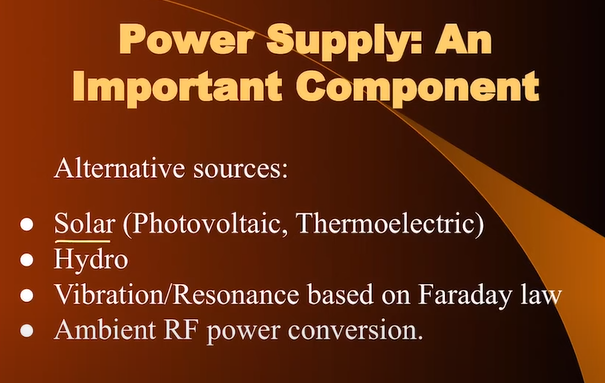 Power Supply: An
Important Component
Alternative sources:
● Solar (Photovoltaic, Thermoelectric)
● Hydro
● Vibration/Resonance based on Faraday law
● Ambient RF power conversion.